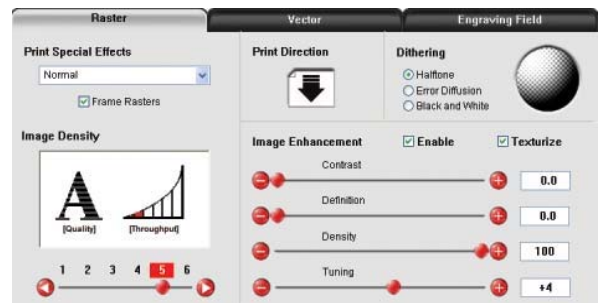 Raster
Vector
Engraving Field
Print Special Effects
Normal
Frame Rasters
Image Density
A
[Quality]
[Throughput]
1 2 3 4 5 6
Print Direction
Dithering
Halftone
Error Diffusion
Black and White
Image Enhancement
Enable
Texturize
Contrast
0.0
Definition
0.0
Density
100
Tuning
+4